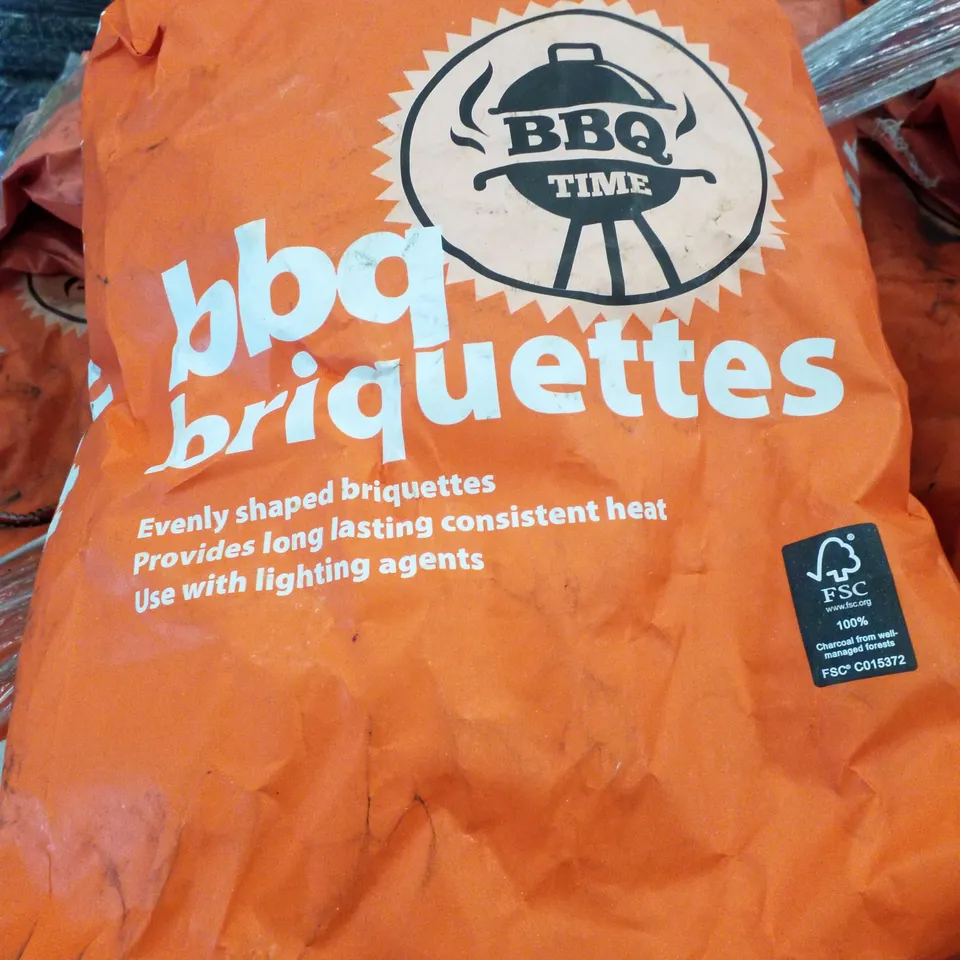 BBQ
TIME
bbq
briquettes
Evenly shaped briquettes
Provides long lasting consistent heat
Use with lighting agents
FSC
www.fsc.org
100%
Charcoal from well-
managed forests
FSC® C015372